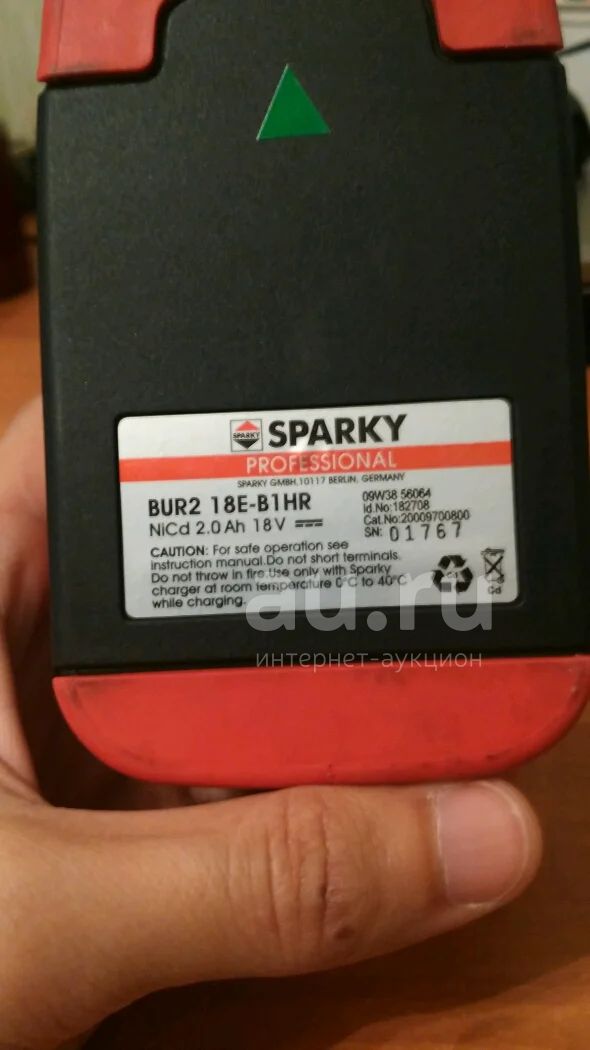 SPARKY
SPARKY
PROFESSIONAL
SPARKY GMBH, 10117 BERLIN, GERMANY
BUR2 18E-B1HR
NiCd 2.0 Ah 18V
09W38 56064
Id.No:182708
Cat.No:20009700800
SN: 01767
CAUTION: For safe operation see
instruction manual.Do not short terminals.
Do not throw in fire.Use only with Sparky
charger at room temperature 0°C to 40°C
while charging.
Cd
Cd
au.ru
интернет-аукцион